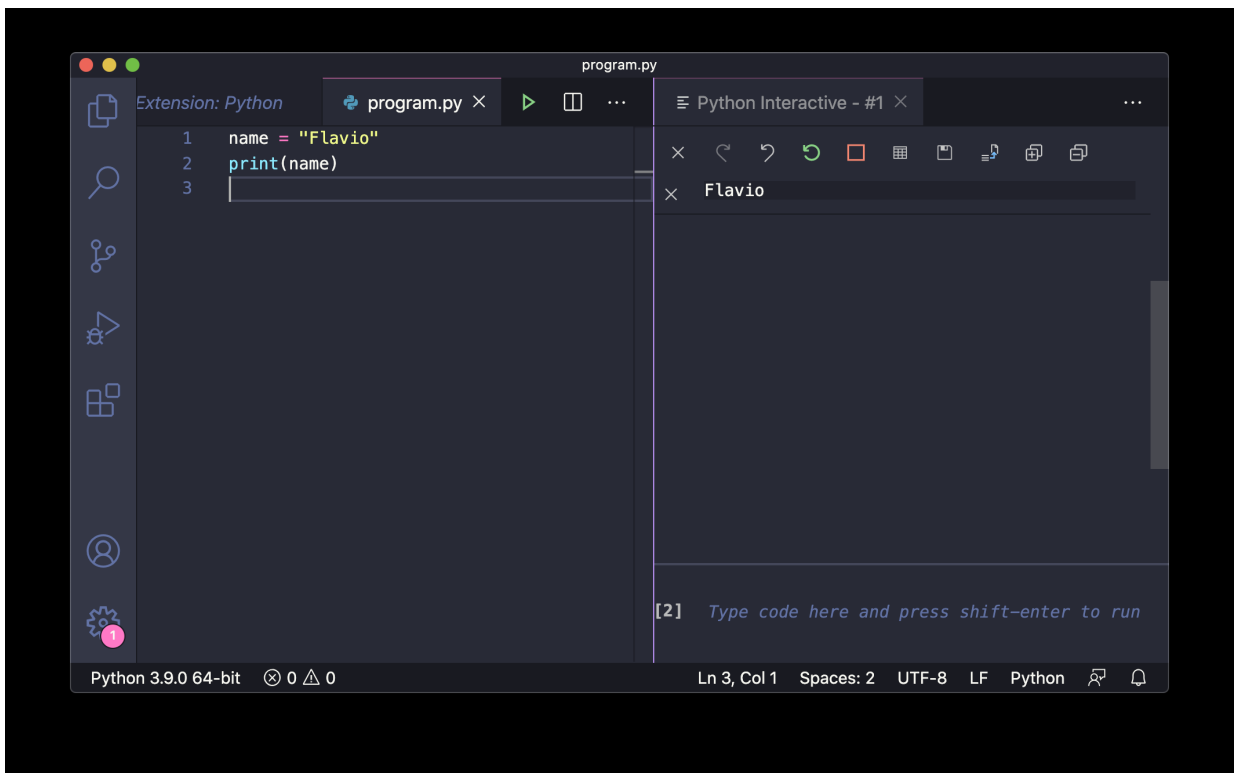 program.py
Extension: Python
program.py
Python Interactive - #1
1 name = "Flavio"
2 print(name)
3
Flavio
[2] Type code here and press shift-enter to run
1
Python 3.9.0 64-bit 0 0
Ln 3, Col 1 Spaces: 2 UTF-8 LF Python